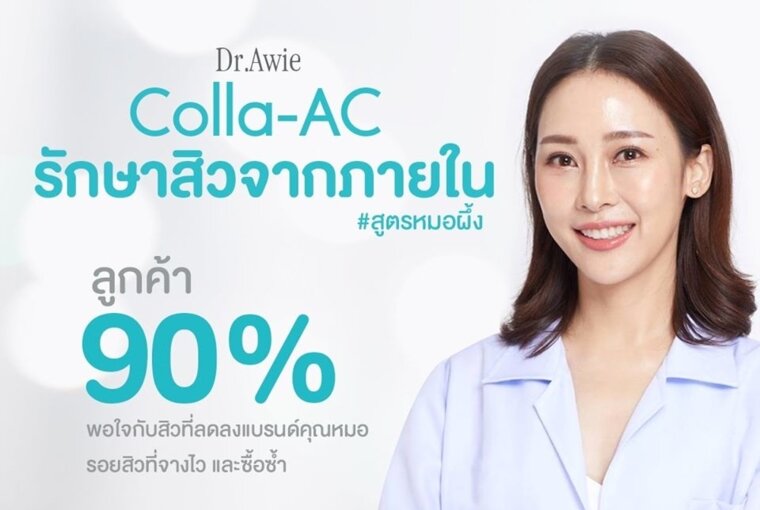 Dr.Awie
Colla-AC
รักษาสิวจากภายใน
#สูตรหมอผึ้ง
ลูกค้า
90%
พอใจกับสิวที่ลดลงแบรนด์คุณหมอ
รอยสิวที่จางไว และซื้อซ้ำ